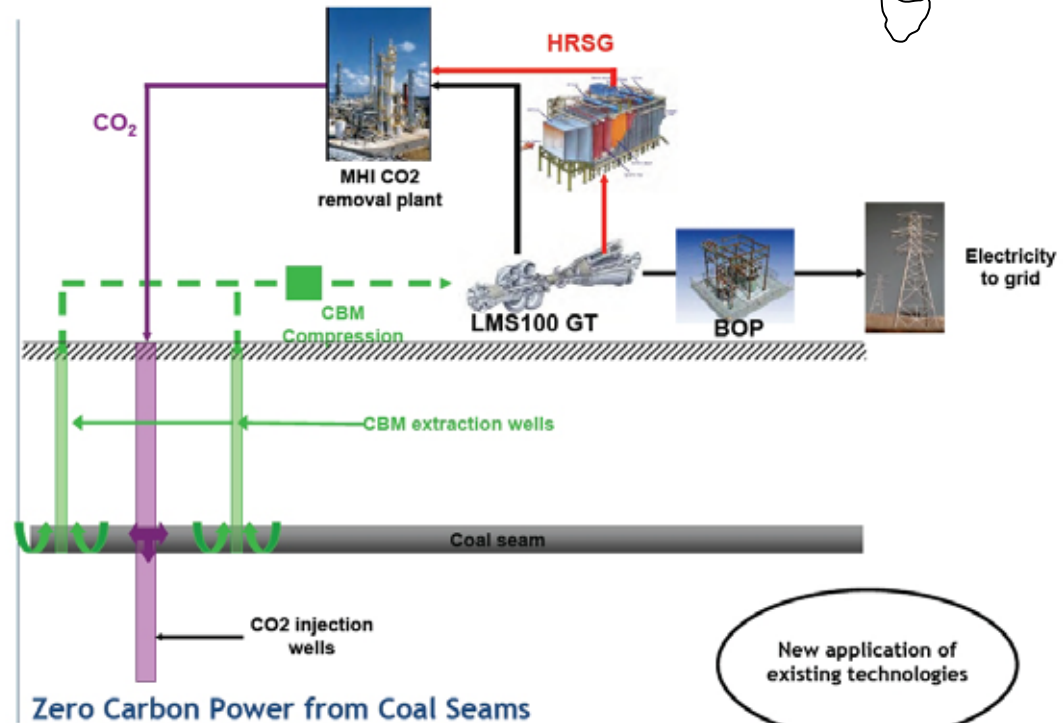 HRSG
CO2
MHI CO2
removal plant
Electricity
to grid
CBM
Compression
LMS100 GT
BOP
CBM extraction wells
Coal seam
CO2 injection
wells
New application of
existing technologies
Zero Carbon Power from Coal Seams